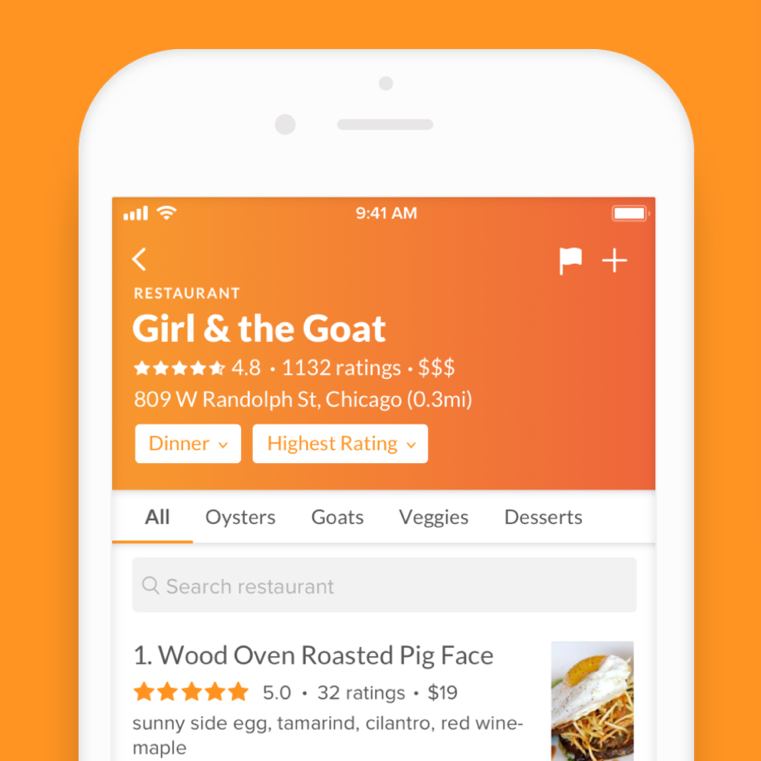 9:41 AM
RESTAURANT
Girl & the Goat
4.8 • 1132 ratings • $$$
809 W Randolph St, Chicago (0.3mi)
Dinner
Highest Rating
All Oysters Goats Veggies Desserts
Search restaurant
1. Wood Oven Roasted Pig Face
5.0 • 32 ratings • $19
sunny side egg, tamarind, cilantro, red wine-
maple